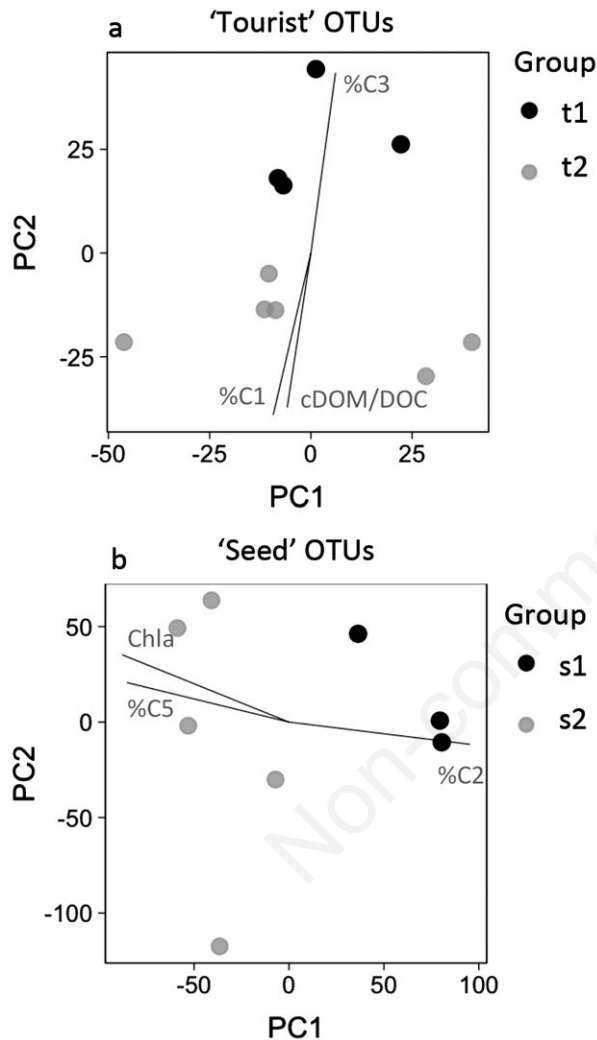 a
'Tourist' OTUs
Group
t1
t2
%C3
%C1
cDOM/DOC
PC2
25
0
-25
-50
-25
0
25
PC1
b
'Seed' OTUs
Group
s1
s2
Chla
%C5
%C2
PC2
50
0
-50
-100
-50
0
50
100
PC1